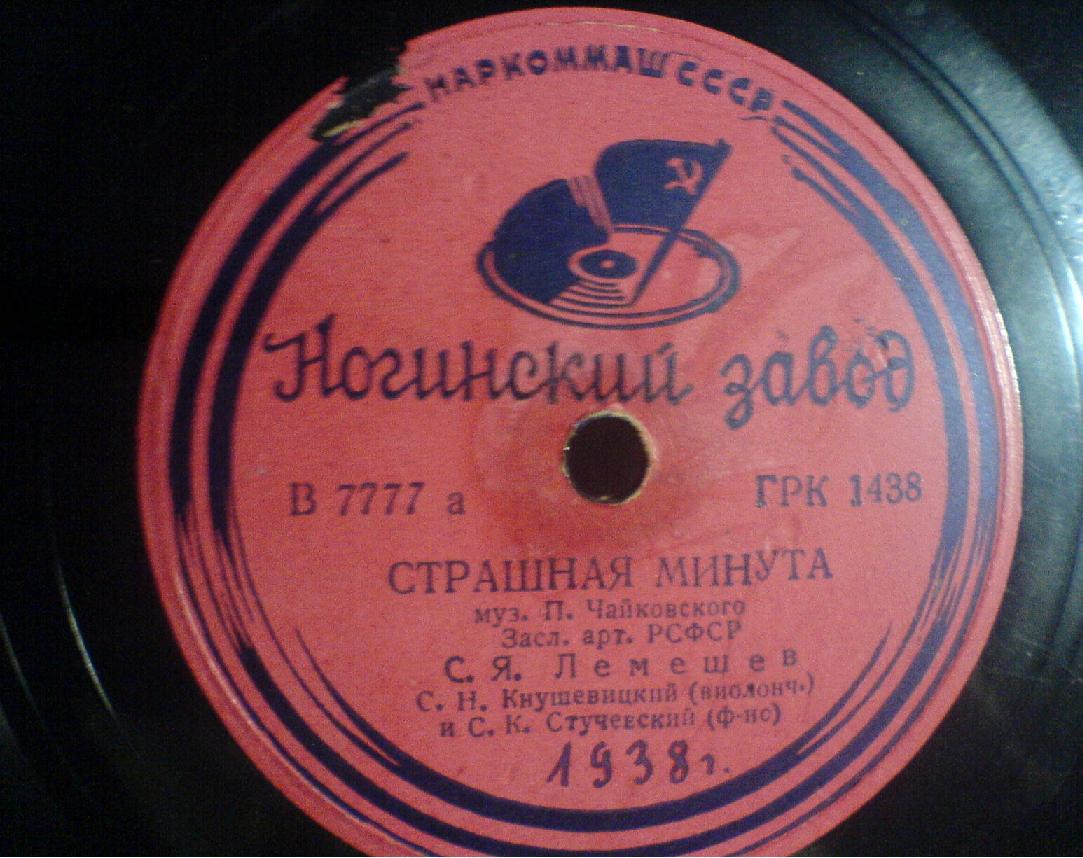 НАРКОММАШ СССР
Ногинский завод
В 7777 а ГРК 1438
СТРАШНАЯ МИНУТА
муз. П. Чайковского
Засл. арт. РСФСР
С. Я. Лемешев
С. Н. Кнушевицкий (виолонч.)
и С. К. Стучевский (ф-но)
1938 г.